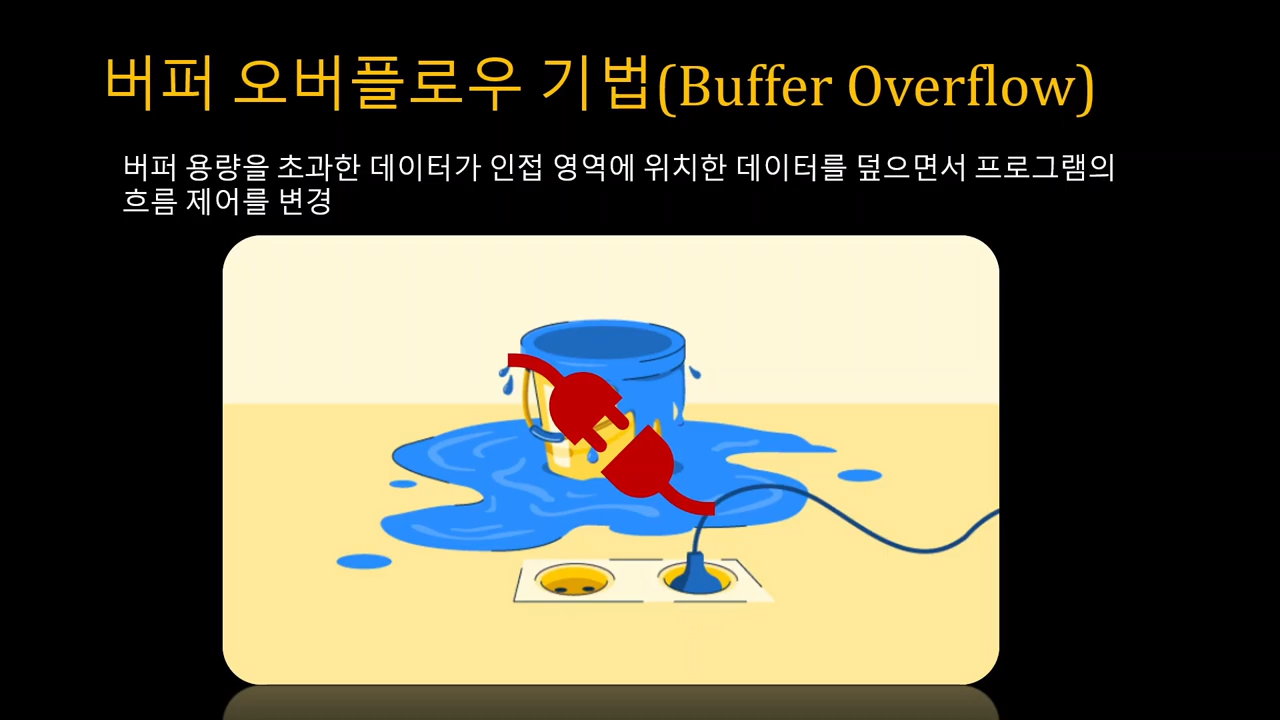 버퍼 오버플로우 기법(Buffer Overflow)
버퍼 용량을 초과한 데이터가 인접 영역에 위치한 데이터를 덮으면서 프로그램의
흐름 제어를 변경